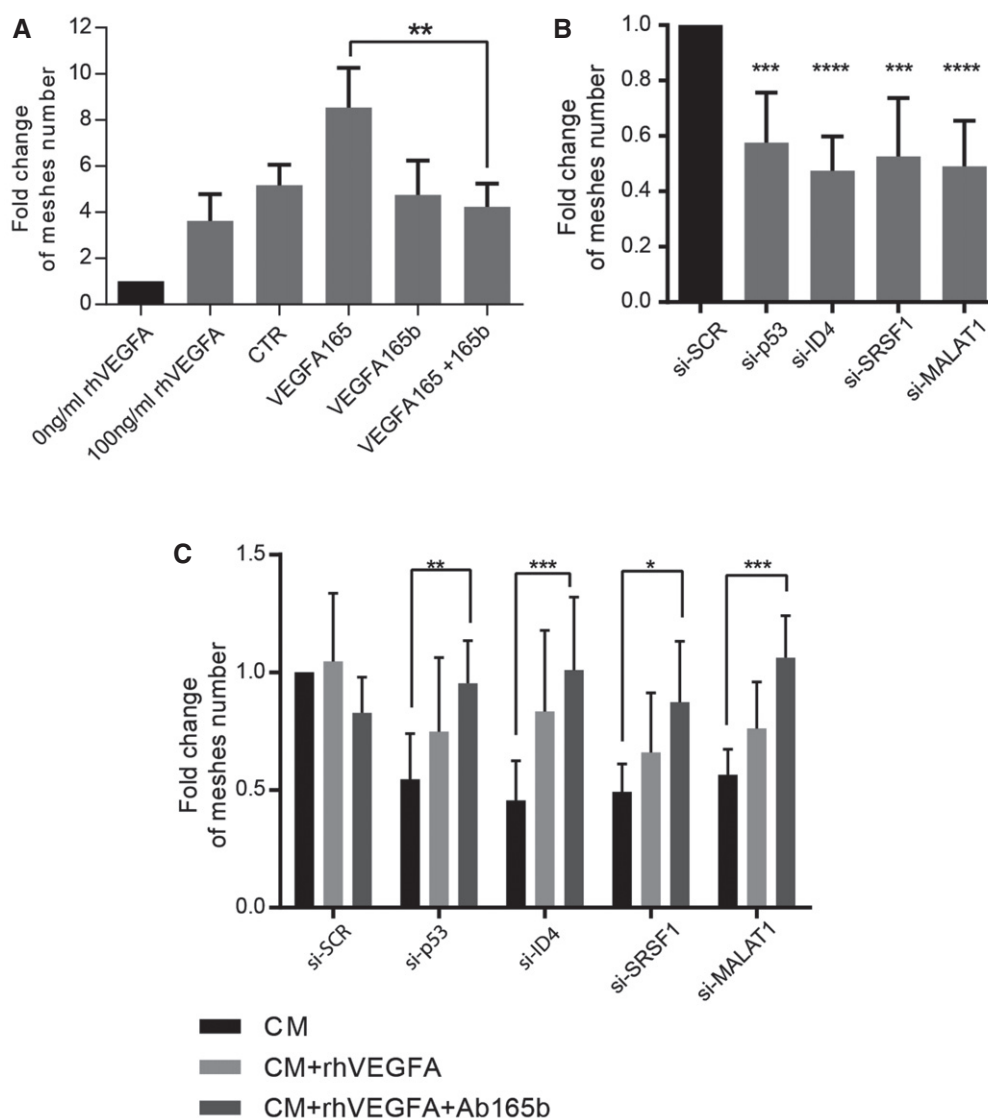 A
Fold change
of meshes number
12
10
8
6
4
2
0
**
0ng/ml rhVEGFA
100ng/ml rhVEGFA
CTR
VEGFA165
VEGFA165b
VEGFA165 +165b
B
Fold change
of meshes number
1.0
0.8
0.6
0.4
0.2
0.0
*** **** *** ****
si-SCR
si-p53
si-ID4
si-SRSF1
si-MALAT1
C
Fold change
of meshes number
1.5
1.0
0.5
0.0
** *** * ***
si-SCR
si-p53
si-ID4
si-SRSF1
si-MALAT1
CM
CM+rhVEGFA
CM+rhVEGFA+Ab165b